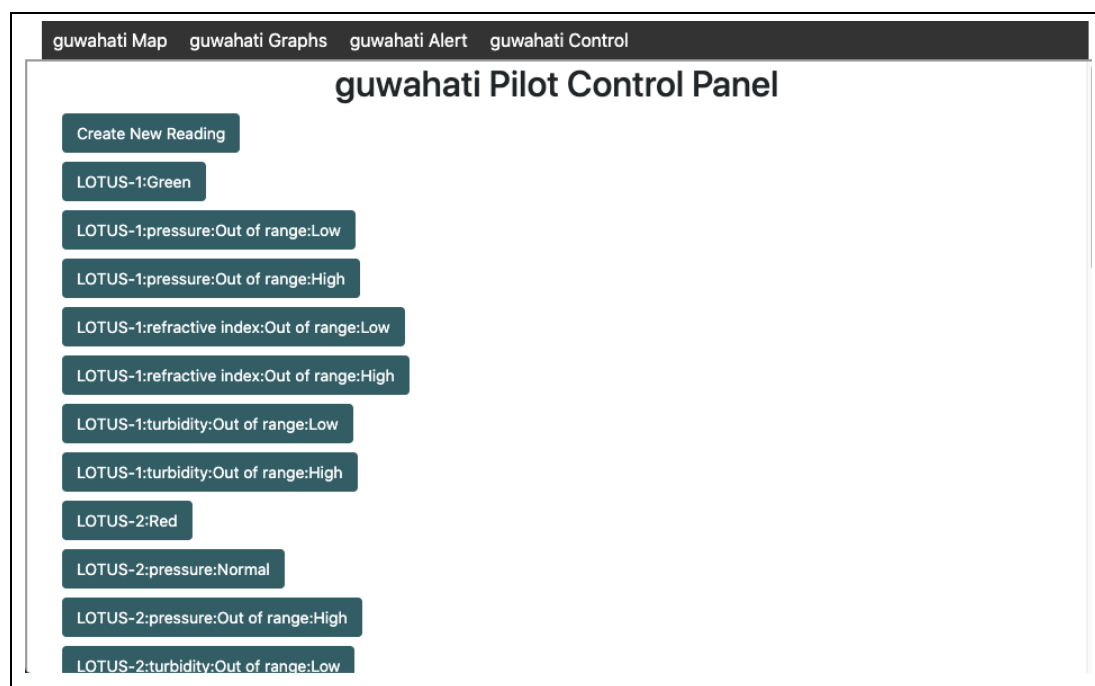 guwahati Map guwahati Graphs guwahati Alert guwahati Control
guwahati Pilot Control Panel
Create New Reading
LOTUS-1:Green
LOTUS-1:pressure:Out of range:Low
LOTUS-1:pressure:Out of range:High
LOTUS-1:refractive index:Out of range:Low
LOTUS-1:refractive index:Out of range:High
LOTUS-1:turbidity:Out of range:Low
LOTUS-1:turbidity:Out of range:High
LOTUS-2:Red
LOTUS-2:pressure:Normal
LOTUS-2:pressure:Out of range:High
LOTUS-2:turbidity:Out of range:Low